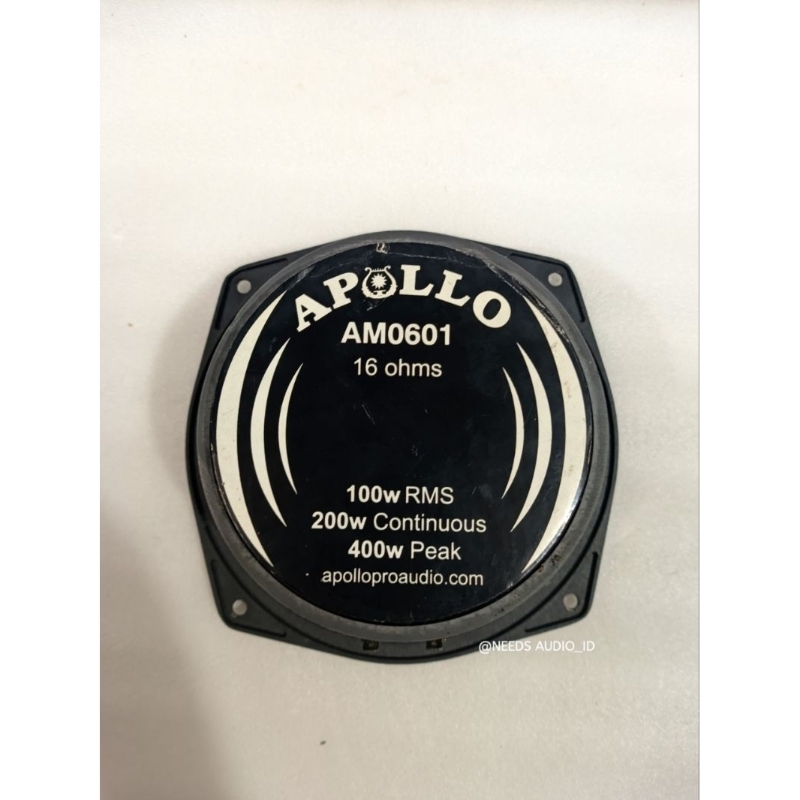 APOLLO
AM0601
16 ohms
100w RMS
200w Continuous
400w Peak
apolloproaudio.com
@NEEDS AUDIO_ID